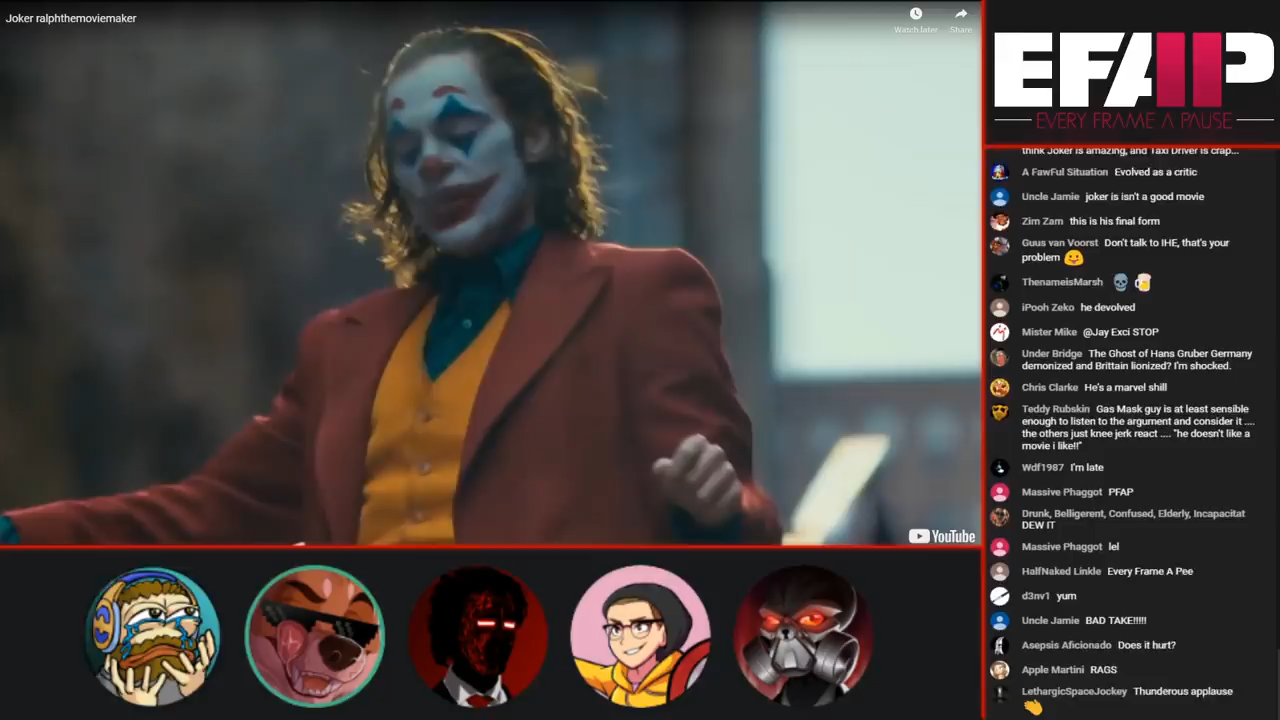 Joker ralphthemoviemaker
Watch later
Share
YouTube
EFAP
EVERY FRAME A PAUSE
think Joker is amazing, and Taxi Driver is crap...
A FawFul Situation Evolved as a critic
Uncle Jamie joker is isn't a good movie
Zim Zam this is his final form
Guus van Voorst Don't talk to IHE, that's your
problem
ThenameisMarsh
iPooh Zeko he devolved
Mister Mike @Jay Exci STOP
Under Bridge The Ghost of Hans Gruber Germany
demonized and Brittain lionized? I'm shocked.
Chris Clarke He's a marvel shill
Teddy Rubskin Gas Mask guy is at least sensible
enough to listen to the argument and consider it ....
the others just knee jerk react .... "he doesn't like a
movie i like!!"
Wdf1987 I'm late
Massive Phaggot PFAP
Drunk, Belligerent, Confused, Elderly, Incapacitat
DEW IT
Massive Phaggot lel
HalfNaked Linkle Every Frame A Pee
d3nv1 yum
Uncle Jamie BAD TAKE!!!!!
Asepsis Aficionado Does it hurt?
Apple Martini RAGS
LethargicSpaceJockey Thunderous applause